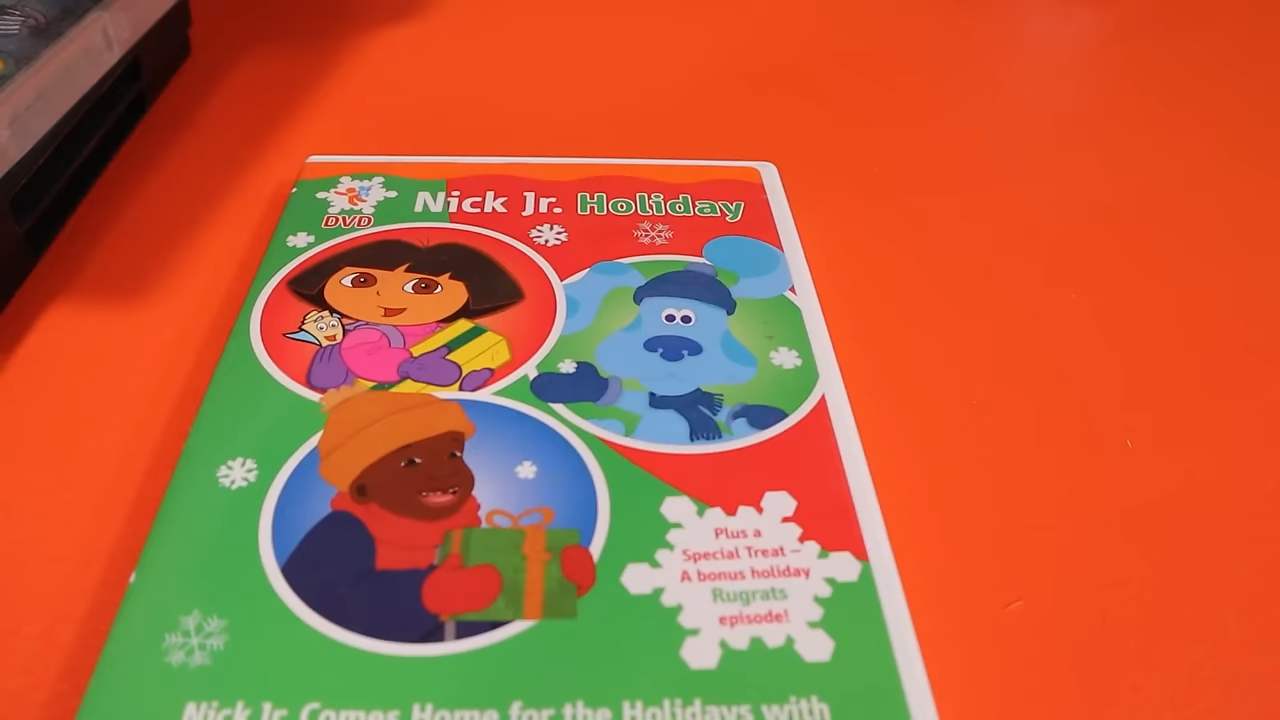 DVD
Nick Jr. Holiday
Plus a
Special Treat –
A bonus holiday
Rugrats
episode!
Nick Jr. Comes Home for the Holidays with